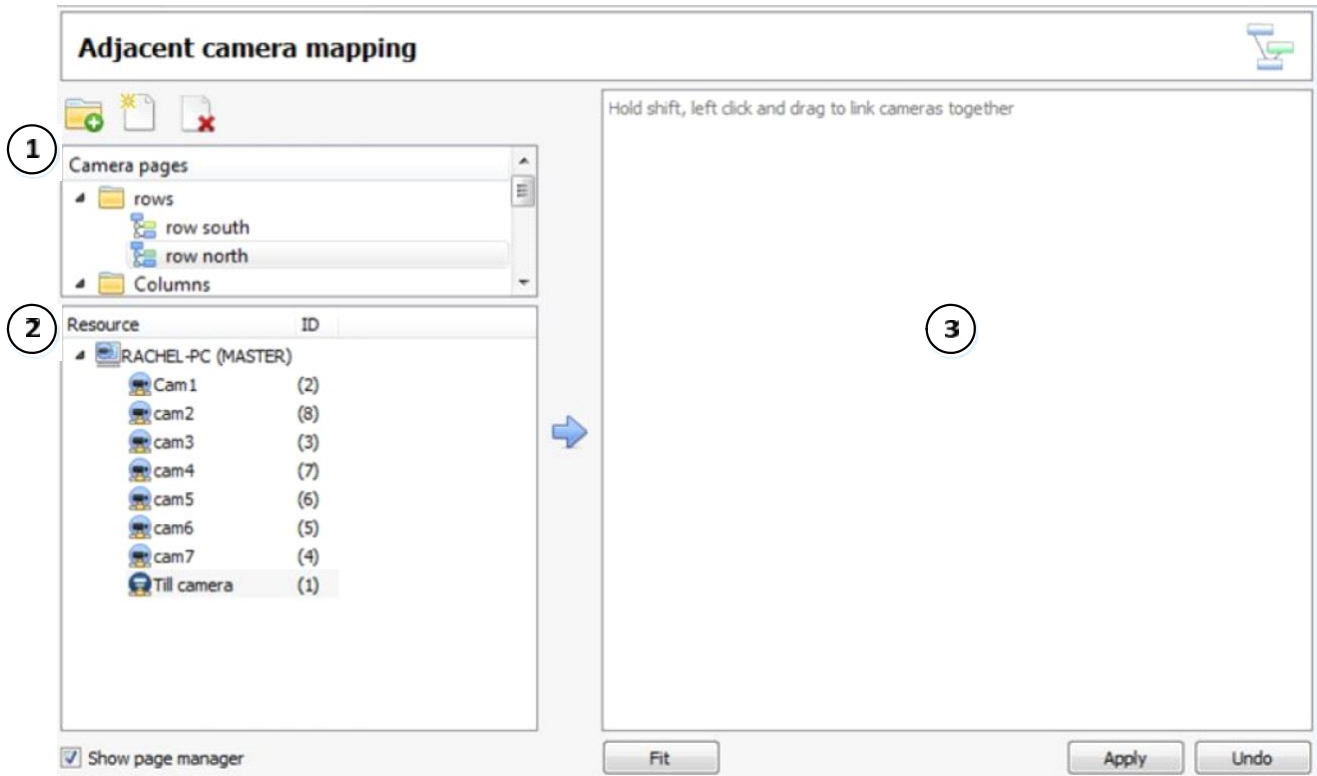 Adjacent camera mapping
1
Camera pages
rows
row south
row north
Columns
2
Resource ID
RACHEL-PC (MASTER)
Cam1 (2)
cam2 (8)
cam3 (3)
cam4 (7)
cam5 (6)
cam6 (5)
cam7 (4)
Till camera (1)
Show page manager
Hold shift, left click and drag to link cameras together
3
Fit Apply Undo